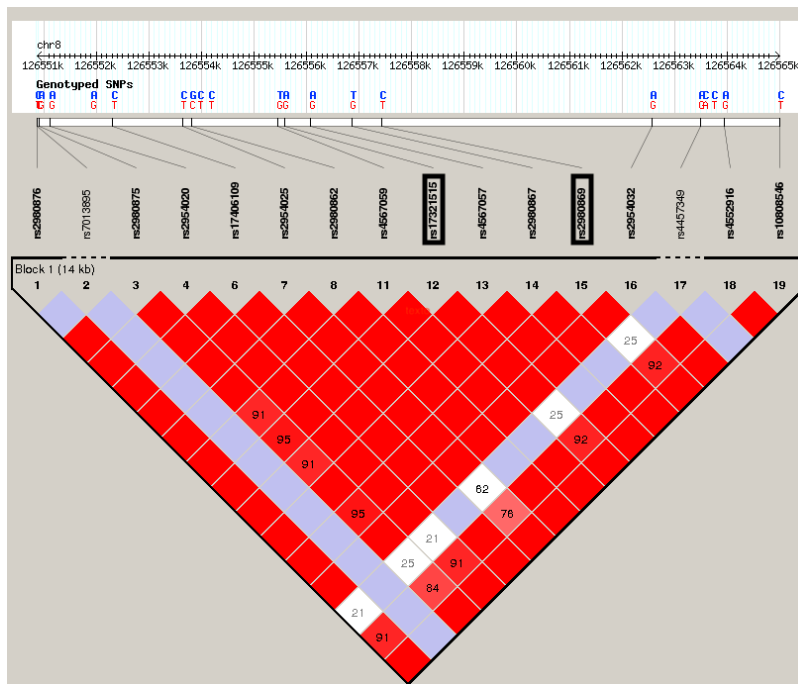 chr8
126551k 126552k 126553k 126554k 126555k 126556k 126557k 126558k 126559k 126560k 126561k 126562k 126563k 126564k 126565k
Genotyped SNPs
A A A C C G C C T A A T C A A C A C
G G G T T C T T G G G G T G G A T G T
rs2980876 rs7013895 rs2980875 rs2954020 rs17406109 rs2954025 rs2980862 rs4567059 rs17321515 rs4567057 rs2980867 rs2980869 rs2954032 rs4457349 rs4552916 rs10808546
Block 1 (14 kb)
1 2 3 4 6 7 8 11 12 13 14 15 16 17 18 19
25
92
91
25
95
92
91
62
95
76
21
25
91
84
21
91